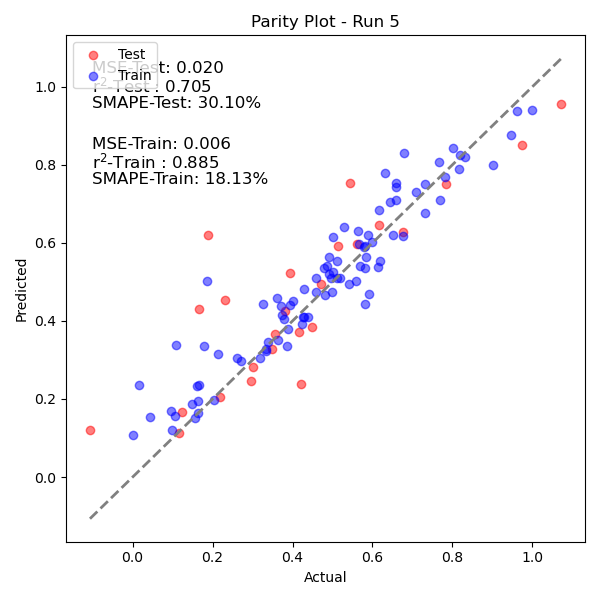 Parity Plot - Run 5
Test
Train
MSE-Test: 0.020
r²-Test : 0.705
SMAPE-Test: 30.10%
MSE-Train: 0.006
r²-Train : 0.885
SMAPE-Train: 18.13%
1.0
0.8
0.6
0.4
0.2
0.0
Predicted
0.0 0.2 0.4 0.6 0.8 1.0
Actual